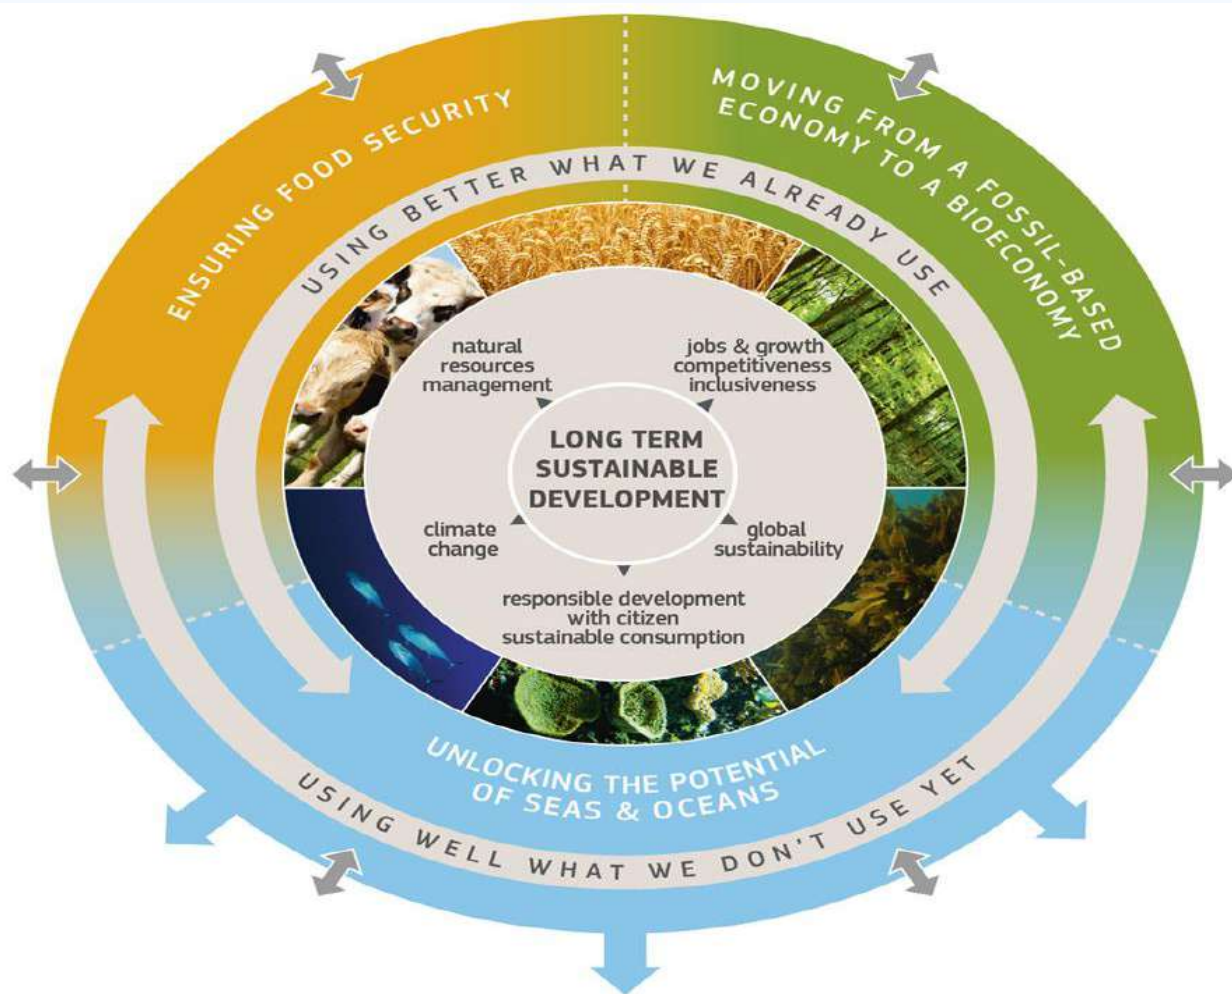 ENSURING FOOD SECURITY
MOVING FROM A FOSSIL-BASED
ECONOMY TO A BIOECONOMY
USING BETTER WHAT WE ALREADY USE
natural
resources
management
jobs & growth
competitiveness
inclusiveness
LONG TERM
SUSTAINABLE
DEVELOPMENT
climate
change
global
sustainability
responsible development
with citizen
sustainable consumption
UNLOCKING THE POTENTIAL
OF SEAS & OCEANS
USING WELL WHAT WE DON'T USE YET